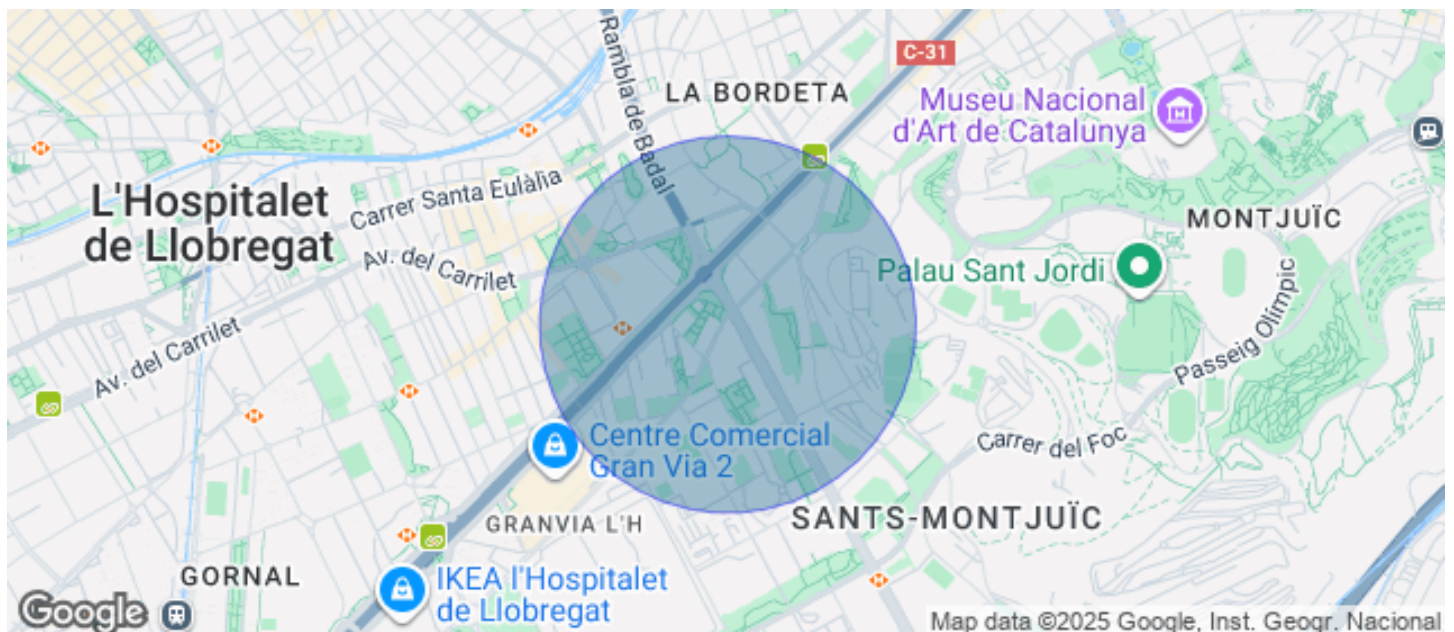 C-31
Rambla de Badal
LA BORDETA
Museu Nacional
d'Art de Catalunya
L'Hospitalet
de Llobregat
Carrer Santa Eulàlia
Av. del Carrilet
MONTJUÏC
Palau Sant Jordi
Passeig Olímpic
Av. del Carrilet
Centre Comercial
Gran Via 2
Carrer del Foc
GRANVIA L'H
SANTS-MONTJUÏC
GORNAL
IKEA l'Hospitalet
de Llobregat
Google
Map data ©2025 Google, Inst. Geogr. Nacional